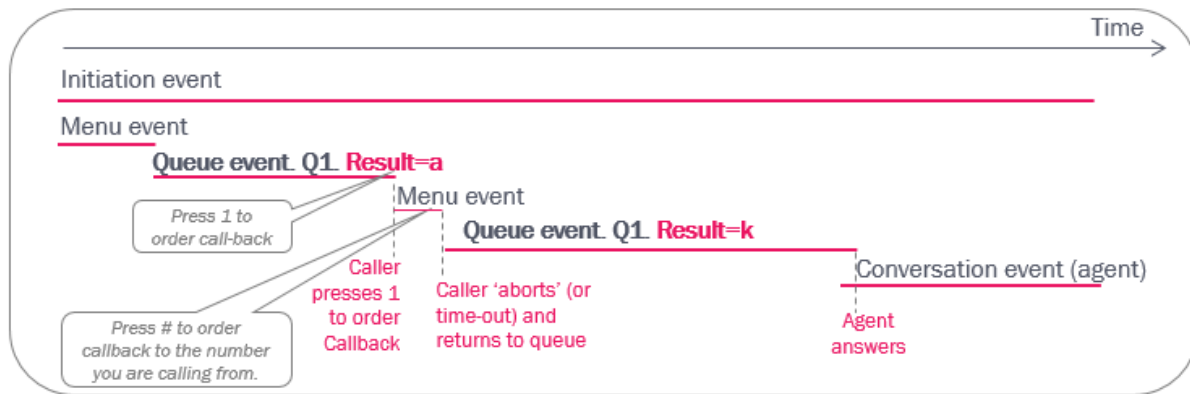 Time
Initiation event
Menu event
Queue event. Q1. Result=a
Menu event
Press 1 to
order call-back
Queue event. Q1. Result=k
Conversation event (agent)
Caller
presses 1
to order
Callback
Caller ‘aborts’ (or
time-out) and
returns to queue
Agent
answers
Press # to order
callback to the number
you are calling from.